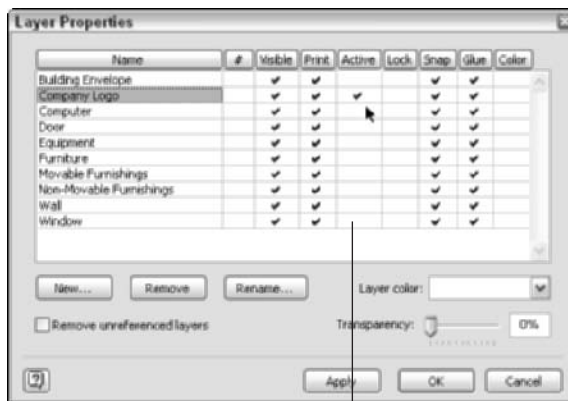 Layer Properties
Name # Visible Print Active Lock Snap Glue Color
Building Envelope
Company Logo
Computer
Door
Equipment
Furniture
Movable Furnishings
Non-Movable Furnishings
Wall
Window
New... Remove Rename... Layer color:
Remove unreferenced layers Transparency: 0%
Apply OK Cancel